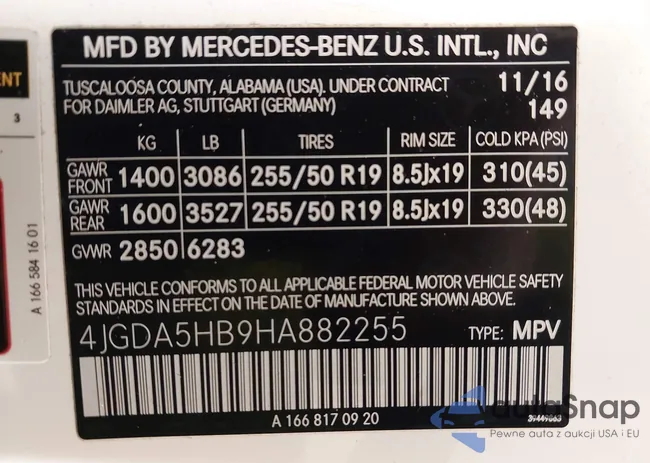 MFD BY MERCEDES-BENZ U.S. INTL., INC
TUSCALOOSA COUNTY, ALABAMA (USA). UNDER CONTRACT 11/16
FOR DAIMLER AG, STUTTGART (GERMANY) 149
KG LB TIRES RIM SIZE COLD KPA (PSI)
GAWR FRONT 1400 3086 255/50 R19 8.5Jx19 310(45)
GAWR REAR 1600 3527 255/50 R19 8.5Jx19 330(48)
GVWR 2850 6283
THIS VEHICLE CONFORMS TO ALL APPLICABLE FEDERAL MOTOR VEHICLE SAFETY
STANDARDS IN EFFECT ON THE DATE OF MANUFACTURE SHOWN ABOVE.
4JGDA5HB9HA882255 TYPE: MPV
A 166 817 09 20
ENT
3
A 166 584 16 01
autaSnap
Pewne auta z aukcji USA i EU